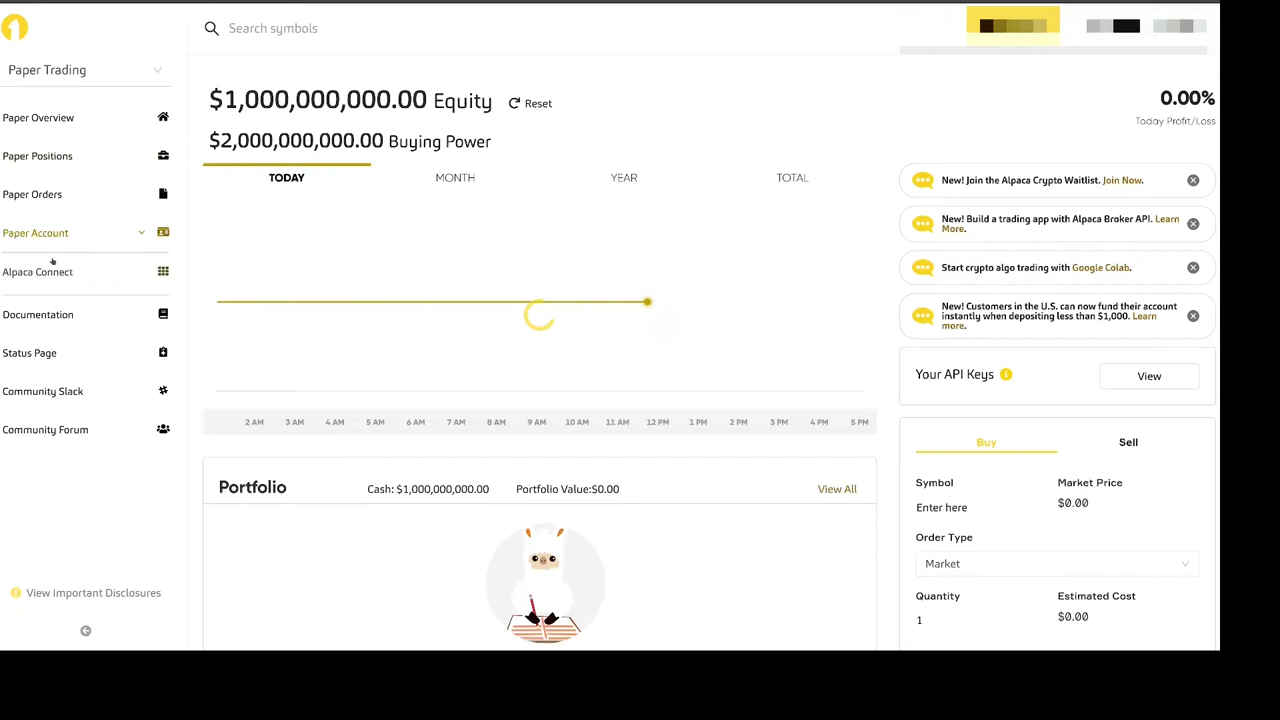 Search symbols
Paper Trading
Paper Overview
Paper Positions
Paper Orders
Paper Account
Alpaca Connect
Documentation
Status Page
Community Slack
Community Forum
View Important Disclosures
$1,000,000,000.00 Equity Reset
$2,000,000,000.00 Buying Power
TODAY MONTH YEAR TOTAL
2 AM 3 AM 4 AM 5 AM 6 AM 7 AM 8 AM 9 AM 10 AM 11 AM 12 PM 1 PM 2 PM 3 PM 4 PM 5 PM
Portfolio Cash: $1,000,000,000.00 Portfolio Value:$0.00 View All
0.00%
Today Profit/Loss
New! Join the Alpaca Crypto Waitlist. Join Now.
New! Build a trading app with Alpaca Broker API. Learn
More.
Start crypto algo trading with Google Colab.
New! Customers in the U.S. can now fund their account
instantly when depositing less than $1,000. Learn
more.
Your API Keys View
Buy Sell
Symbol Market Price
Enter here $0.00
Order Type
Market
Quantity Estimated Cost
1 $0.00